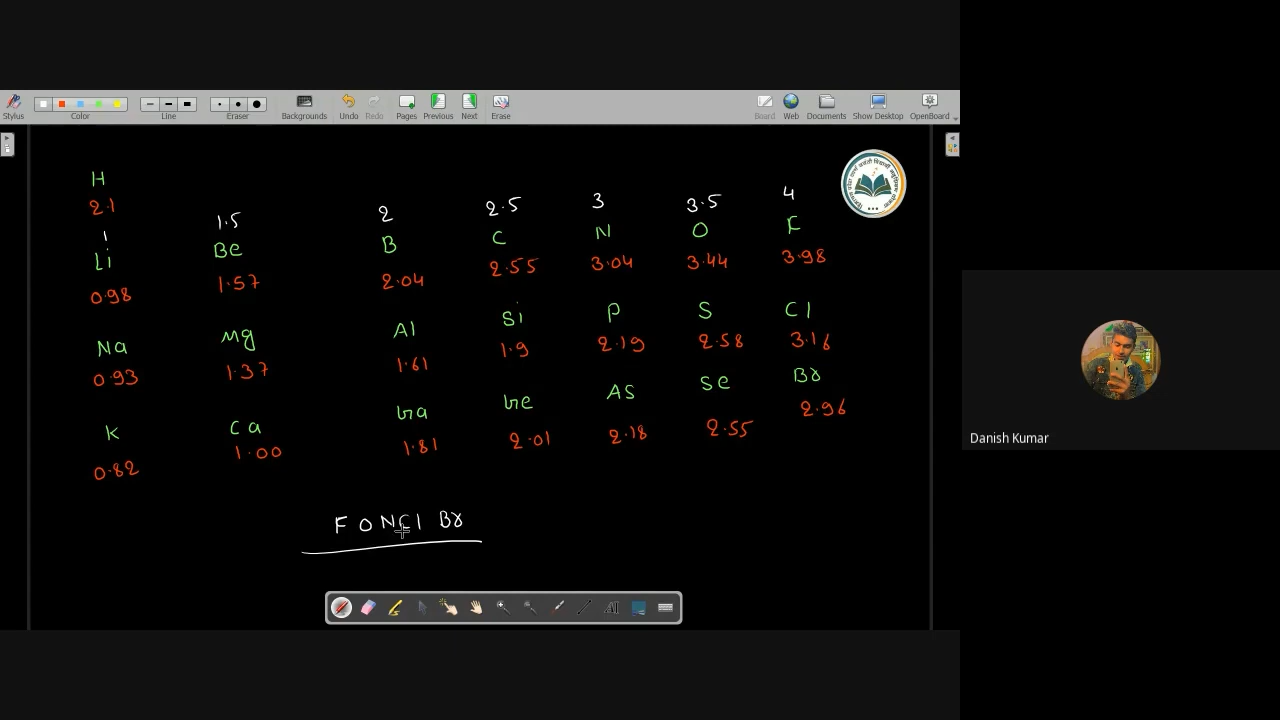 Stylus Color Line Eraser Backgrounds Undo Redo Pages Previous Next Erase Board Web Documents Show Desktop OpenBoard
H
2.1
1.5 2 2.5 3 3.5 4
1
Li Be B C N O F
0.98 1.57 2.04 2.55 3.04 3.44 3.98
Na Mg Al Si P S Cl
0.93 1.37 1.61 1.9 2.19 2.58 3.16
K Ca Ga Ge As Se Br
0.82 1.00 1.81 2.01 2.18 2.55 2.96
F O N Cl Br
Danish Kumar